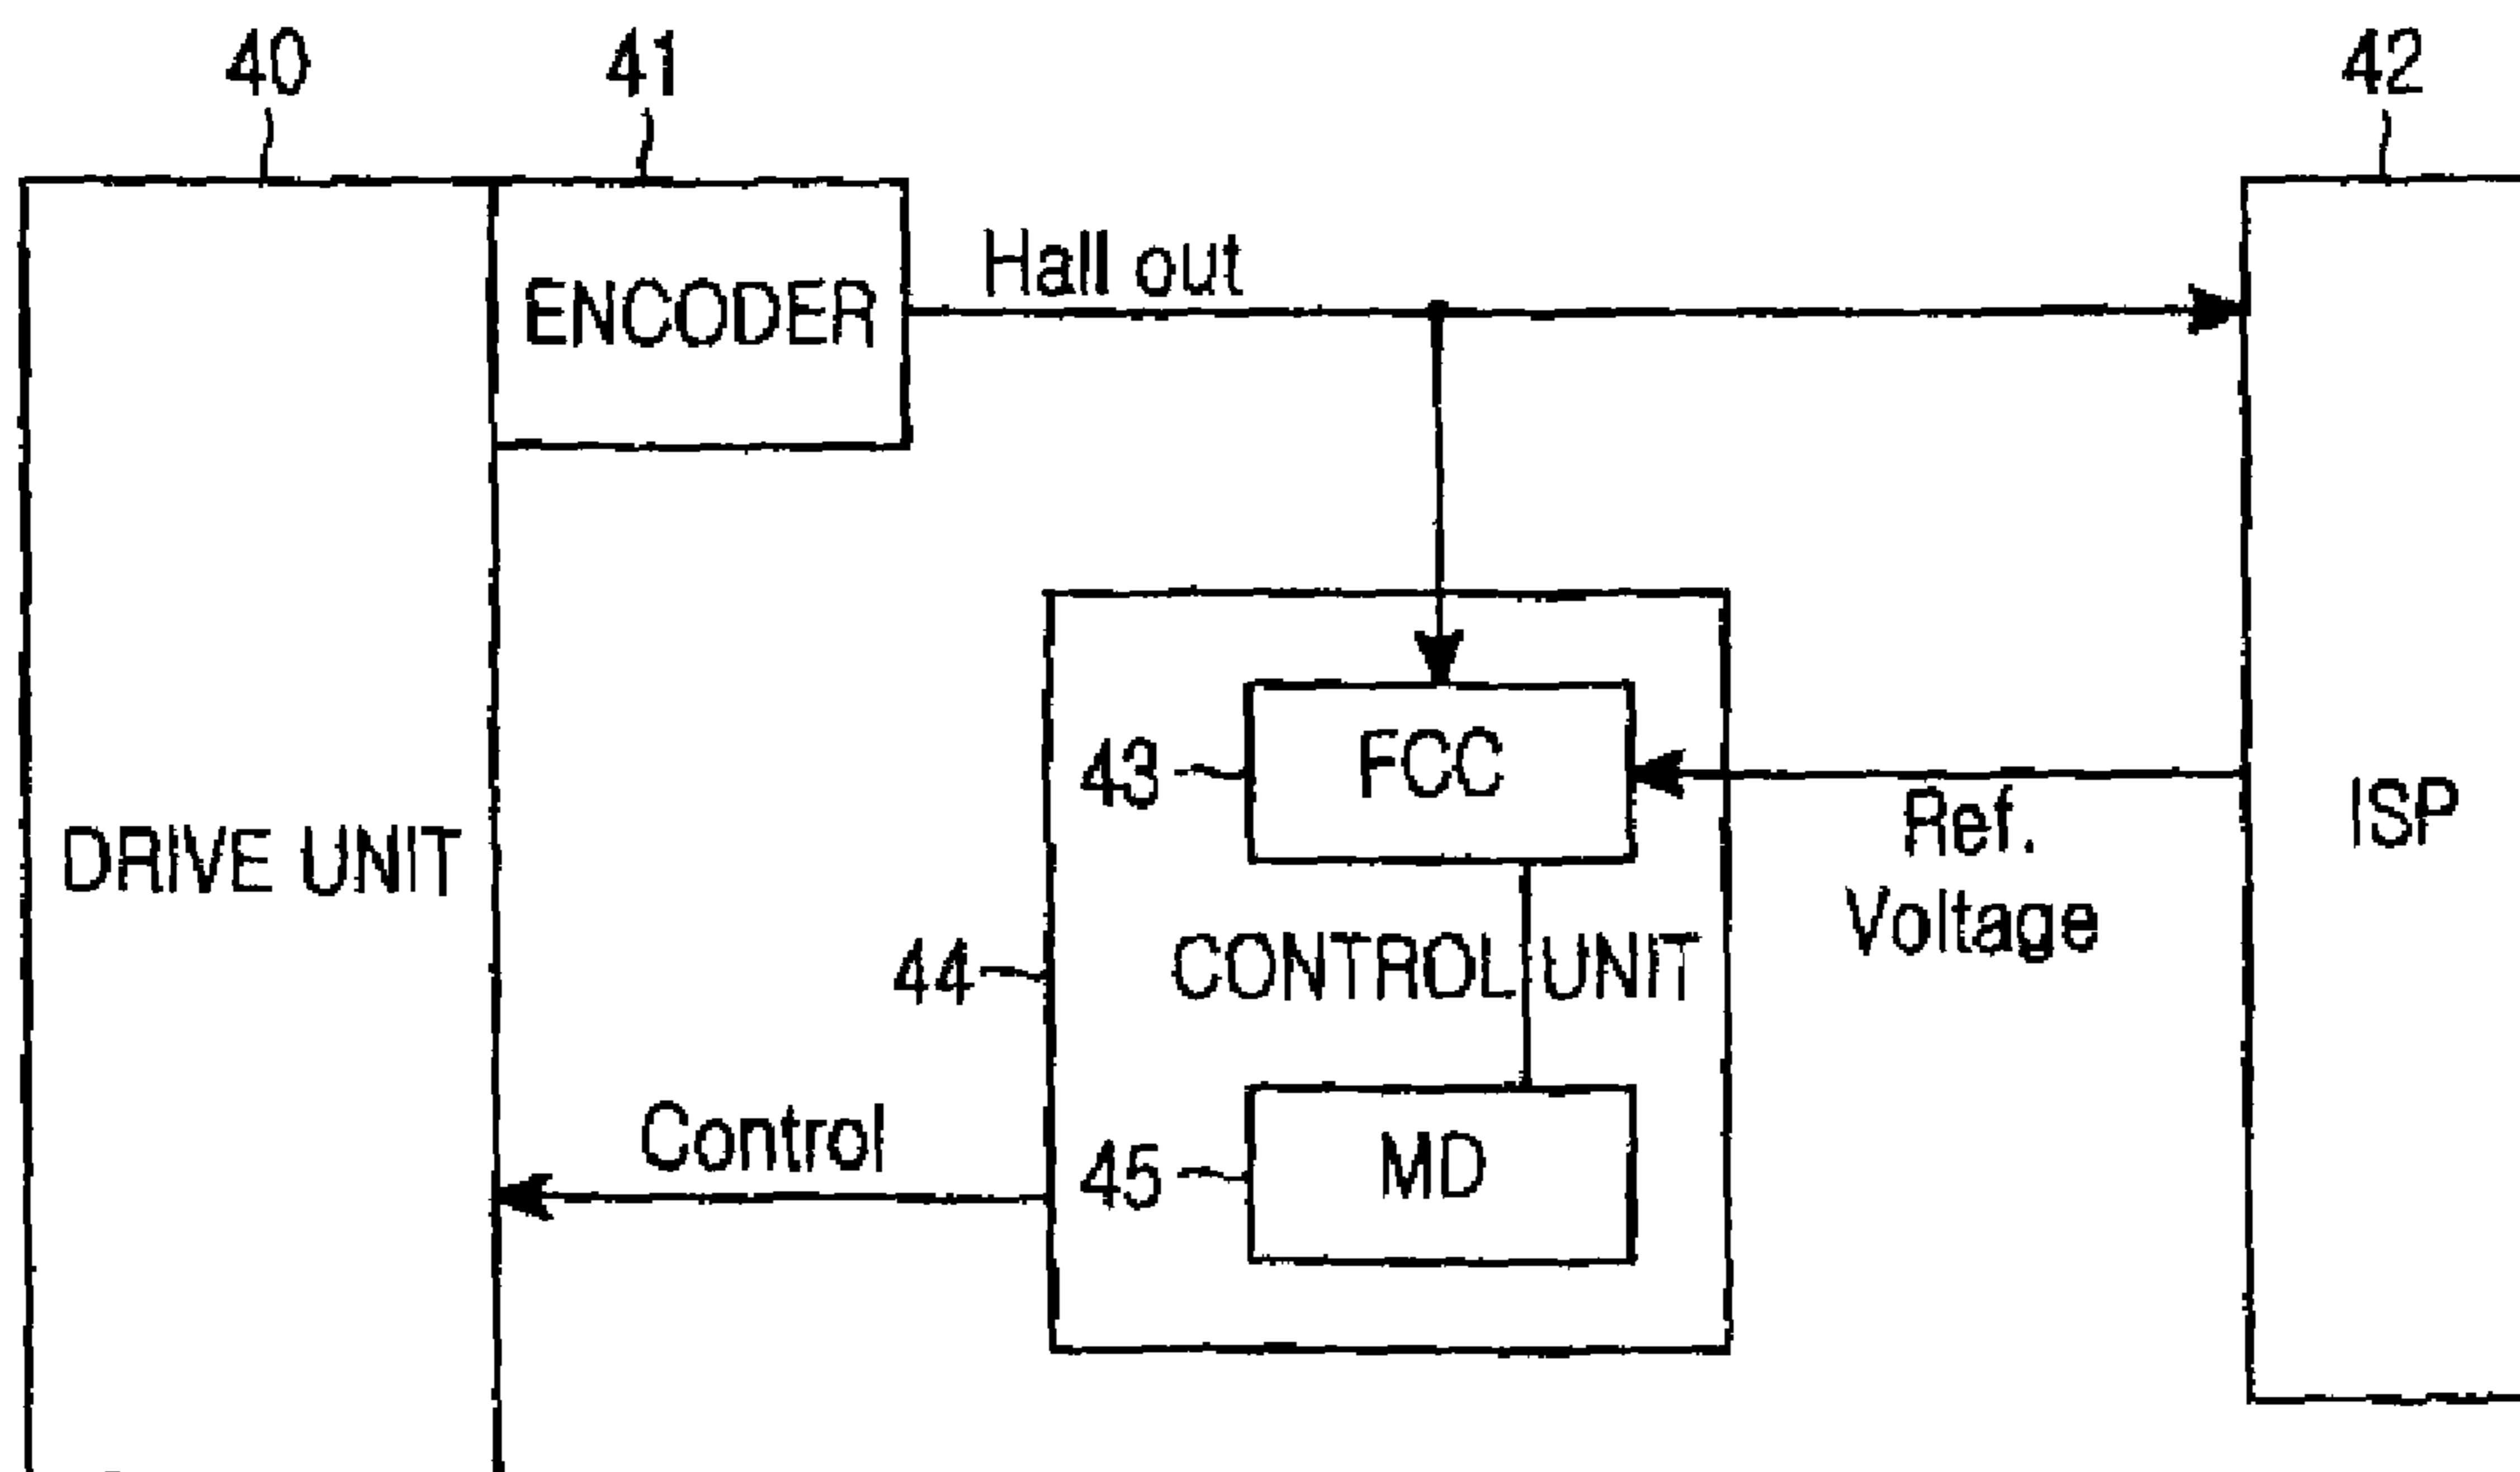 40
41
42
Hall out
ENCODER
43
FCC
Ref.
Voltage
ISP
DRIVE UNIT
44
CONTROL UNIT
Control
45
MD